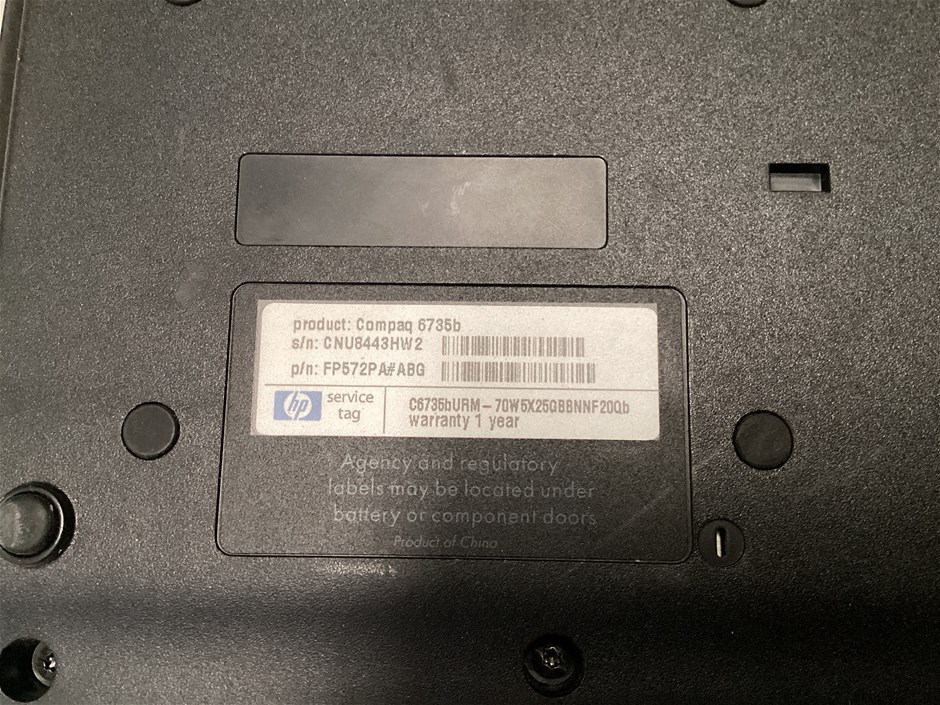 product: Compaq 6735b
s/n: CNU8443HW2
p/n: FP572PA#ABG
hp
service
tag
C6735bURM-70W5X25QBBNNF20Qb
warranty 1 year
Agency and regulatory
labels may be located under
battery or component doors
Product of China